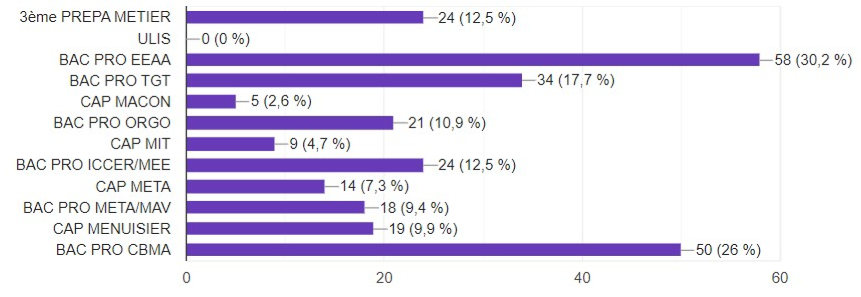 3ème PREPA METIER 24 (12,5 %)
ULIS 0 (0 %)
BAC PRO EEAA 58 (30,2 %)
BAC PRO TGT 34 (17,7 %)
CAP MACON 5 (2,6 %)
BAC PRO ORGO 21 (10,9 %)
CAP MIT 9 (4,7 %)
BAC PRO ICCER/MEE 24 (12,5 %)
CAP META 14 (7,3 %)
BAC PRO META/MAV 18 (9,4 %)
CAP MENUISIER 19 (9,9 %)
BAC PRO CBMA 50 (26 %)
0 20 40 60